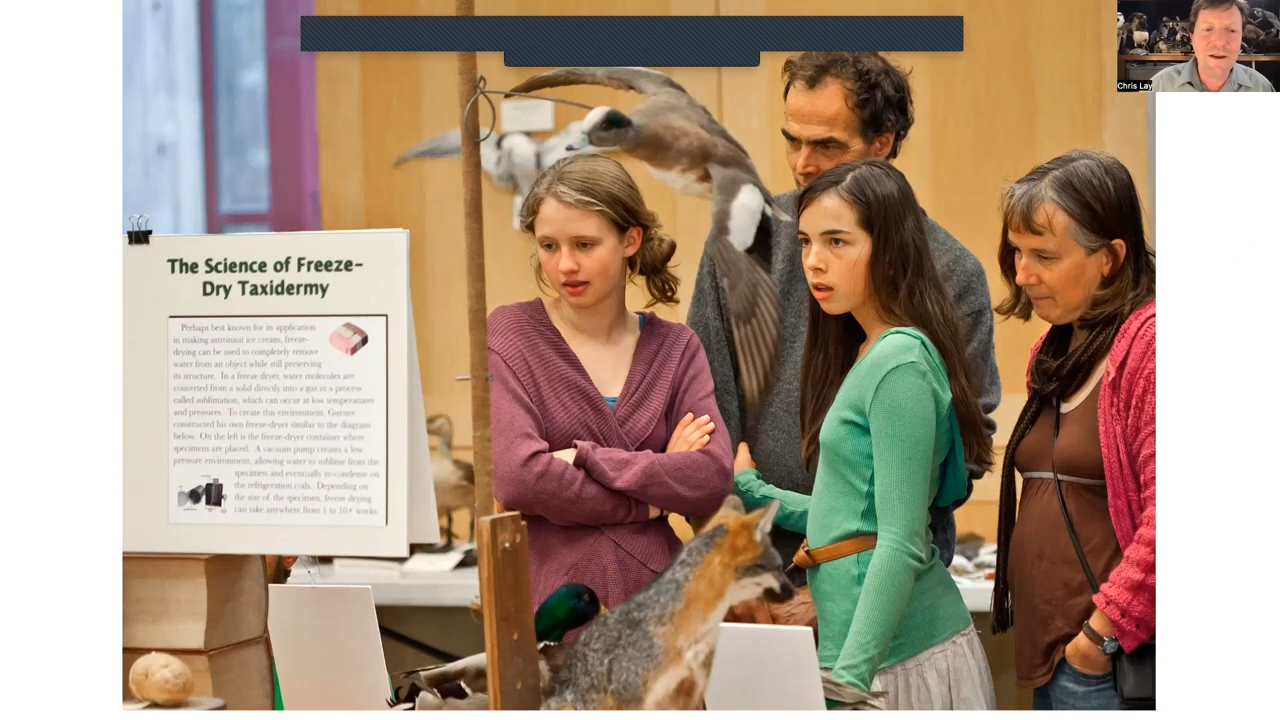 Chris Lay
The Science of Freeze-
Dry Taxidermy
Perhaps best known for its application
in making astronaut ice cream, freeze-
drying can be used to completely remove
water from an object while still preserving
its structure. In a freeze dryer, water molecules are
converted from a solid directly into a gas in a process
called sublimation, which can occur at low temperatures
and pressures. To create this environment, Gurnee
constructed his own freeze-dryer similar to the diagram
below. On the left is the freeze-dryer container where
specimens are placed. A vacuum pump creates a low
pressure environment, allowing water to sublime from the
specimen and eventually re-condense on
the refrigeration coils. Depending on
the size of the specimen, freeze drying
can take anywhere from 1 to 10+ weeks